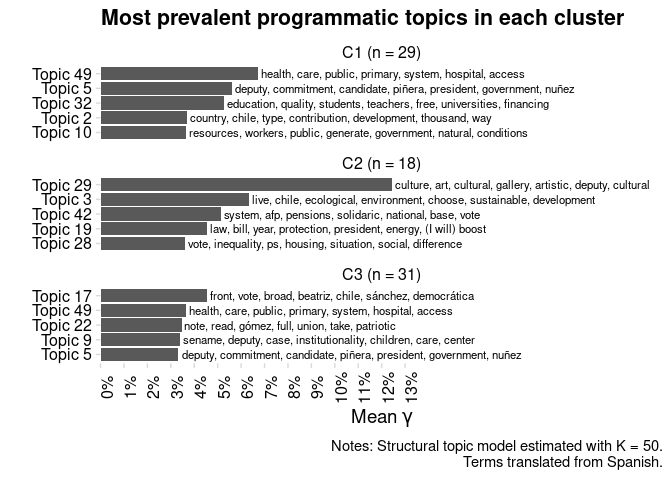 Most prevalent programmatic topics in each cluster
C1 (n = 29)
Topic 49 health, care, public, primary, system, hospital, access
Topic 5 deputy, commitment, candidate, piñera, president, government, nuñez
Topic 32 education, quality, students, teachers, free, universities, financing
Topic 2 country, chile, type, contribution, development, thousand, way
Topic 10 resources, workers, public, generate, government, natural, conditions
C2 (n = 18)
Topic 29 culture, art, cultural, gallery, artistic, deputy, cultural
Topic 3 live, chile, ecological, environment, choose, sustainable, development
Topic 42 system, afp, pensions, solidaric, national, base, vote
Topic 19 law, bill, year, protection, president, energy, (I will) boost
Topic 28 vote, inequality, ps, housing, situation, social, difference
C3 (n = 31)
Topic 17 front, vote, broad, beatriz, chile, sánchez, democrática
Topic 49 health, care, public, primary, system, hospital, access
Topic 22 note, read, gómez, full, union, take, patriotic
Topic 9 sename, deputy, case, institutionality, children, care, center
Topic 5 deputy, commitment, candidate, piñera, president, government, nuñez
0% 1% 2% 3% 4% 5% 6% 7% 8% 9% 10% 11% 12% 13%
Mean γ
Notes: Structural topic model estimated with K = 50.
Terms translated from Spanish.